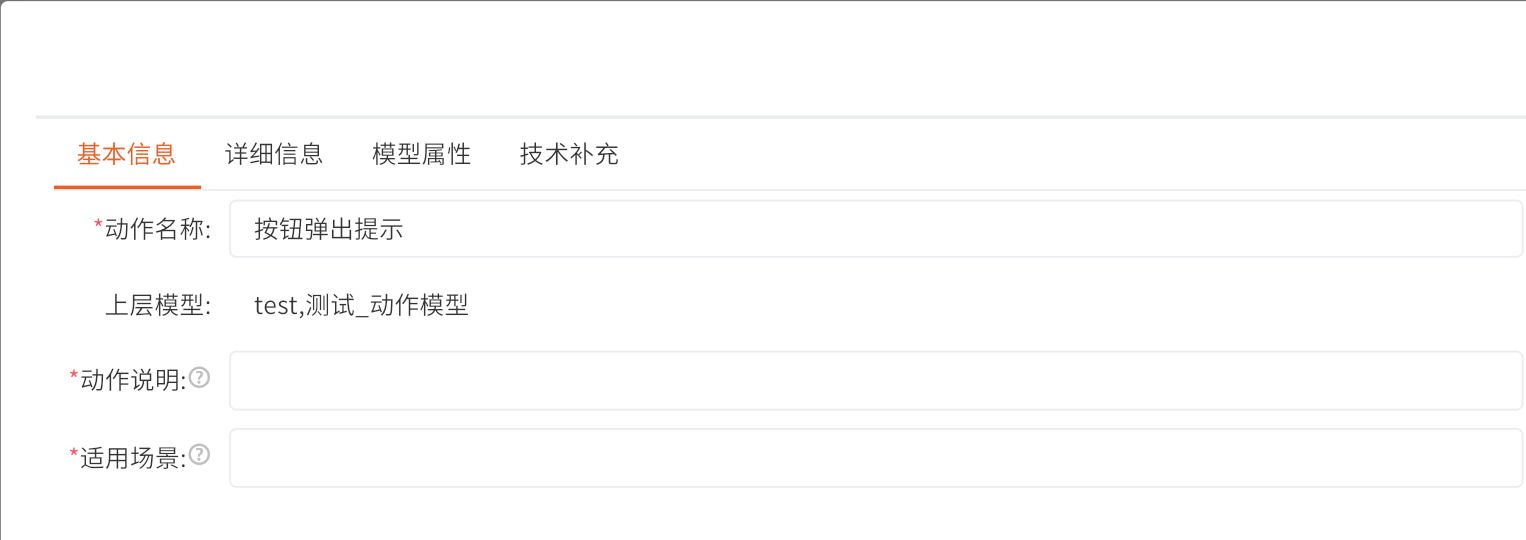 基本信息 详细信息 模型属性 技术补充
*动作名称: 按钮弹出提示
上层模型: test,测试_动作模型
*动作说明:?
*适用场景:?